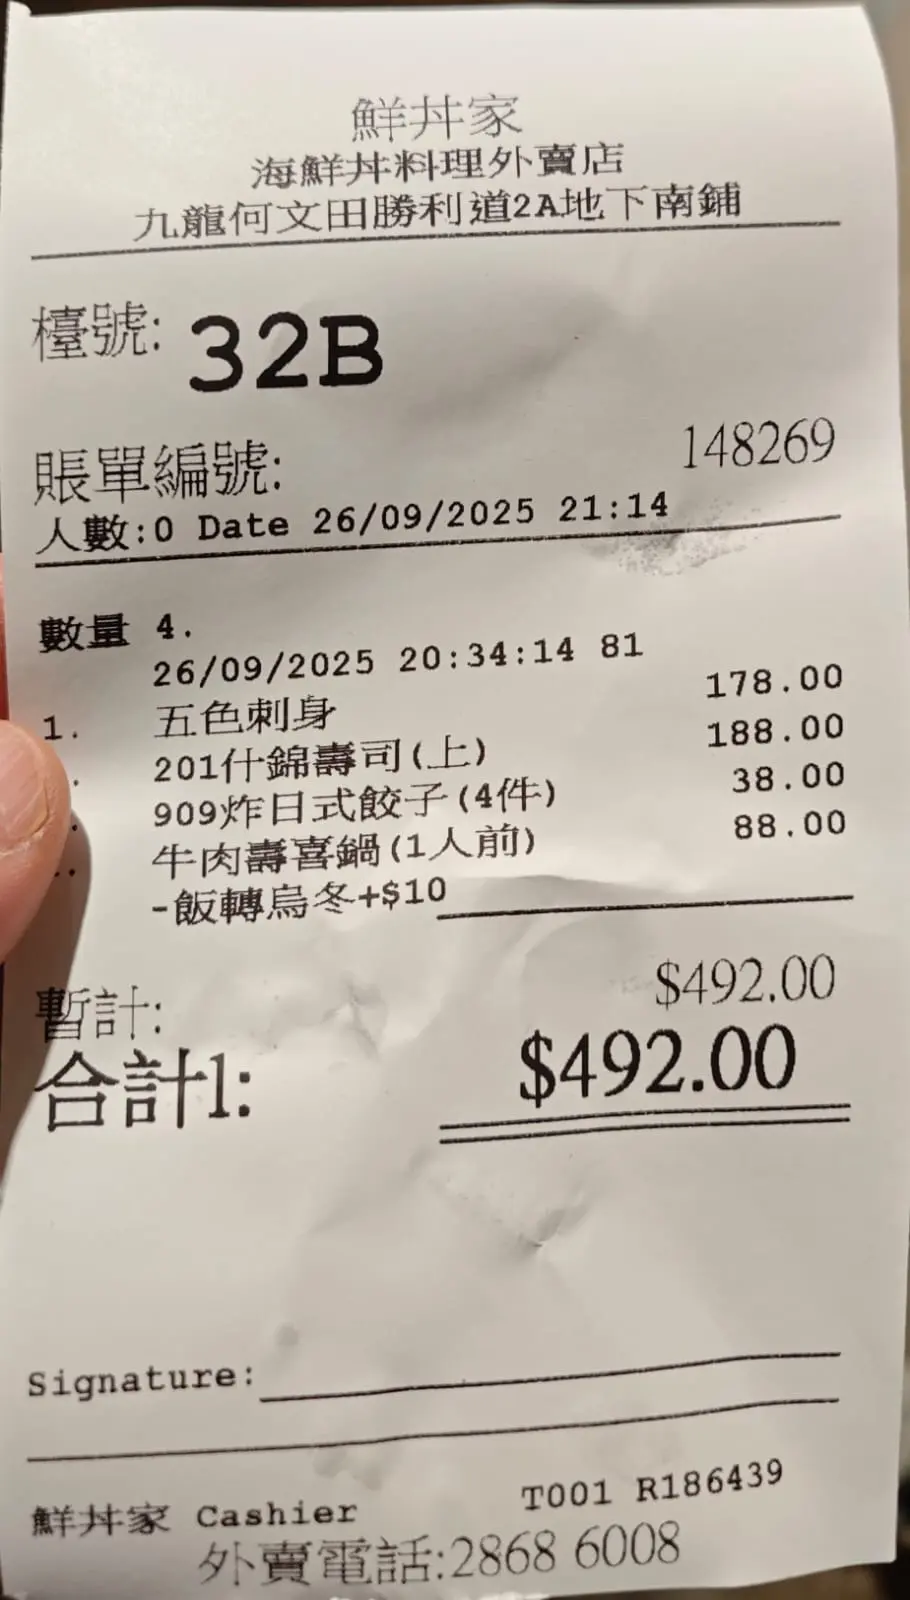 鮮丼家
海鮮丼料理外賣店
九龍何文田勝利道2A地下南鋪
檯號: 32B
賬單編號: 148269
人數:0 Date 26/09/2025 21:14
數量 4.
26/09/2025 20:34:14 81
1. 五色刺身 178.00
201什錦壽司(上) 188.00
909炸日式餃子(4件) 38.00
牛肉壽喜鍋(1人前) 88.00
-飯轉烏冬+$10
暫計: $492.00
合計1: $492.00
Signature:
鮮丼家 Cashier T001 R186439
外賣電話:2868 6008